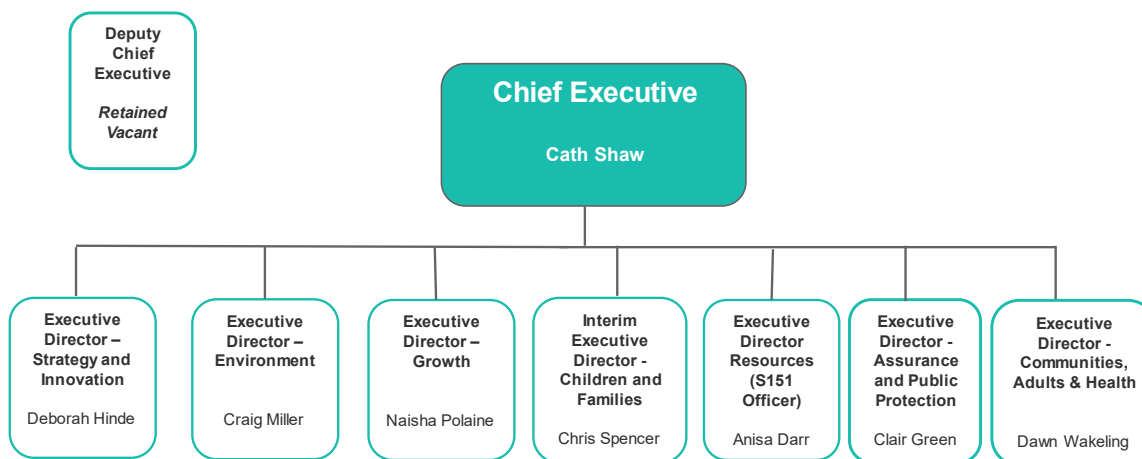 Deputy
Chief
Executive
Retained
Vacant
Chief Executive
Cath Shaw
Executive
Director –
Strategy and
Innovation
Deborah Hinde
Executive
Director –
Environment
Craig Miller
Executive
Director –
Growth
Naisha Polaine
Interim
Executive
Director -
Children and
Families
Chris Spencer
Executive
Director
Resources
(S151
Officer)
Anisa Darr
Executive
Director -
Assurance
and Public
Protection
Clair Green
Executive
Director -
Communities,
Adults & Health
Dawn Wakeling